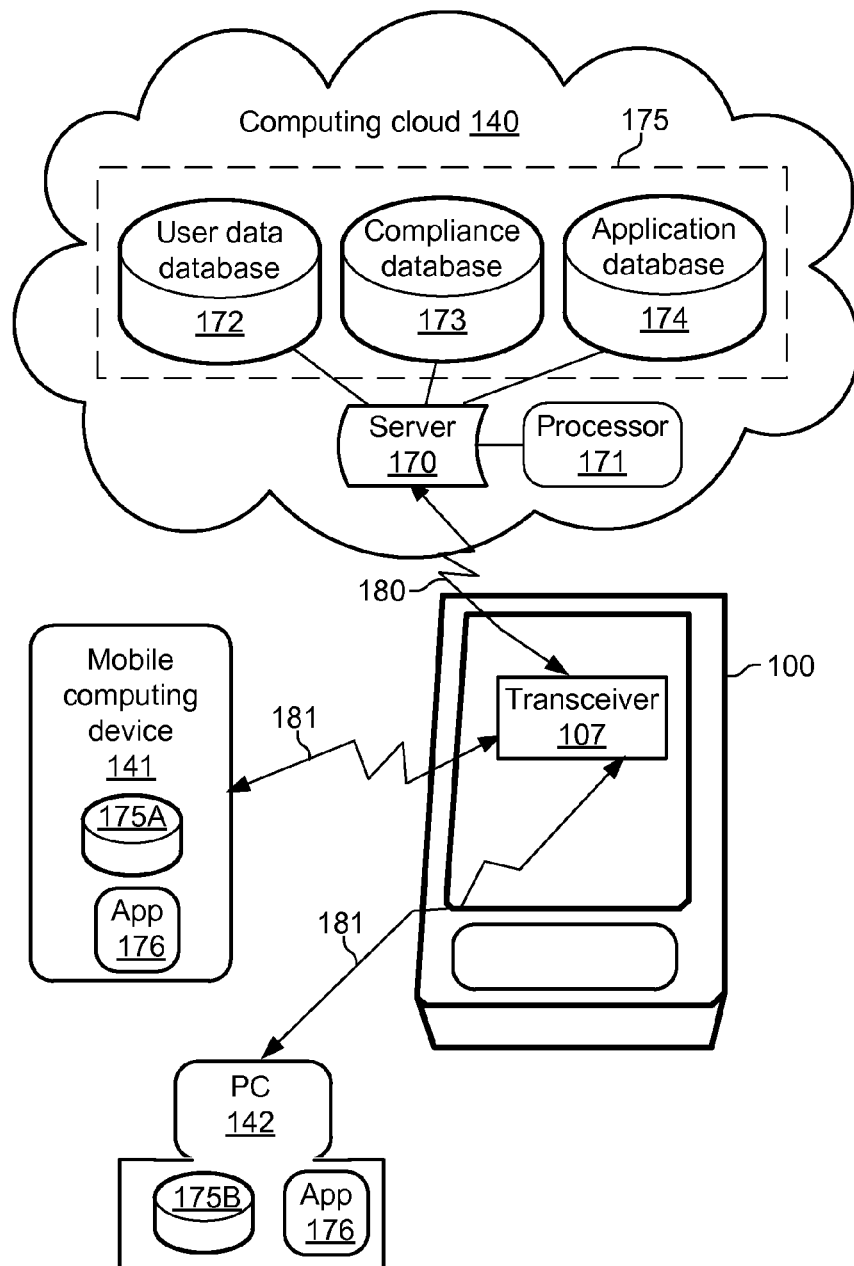 Computing cloud 140
175
User data
database
172
Compliance
database
173
Application
database
174
Server
170
Processor
171
180
100
Transceiver
107
Mobile
computing
device
141
175A
App
176
181
181
PC
142
175B
App
176